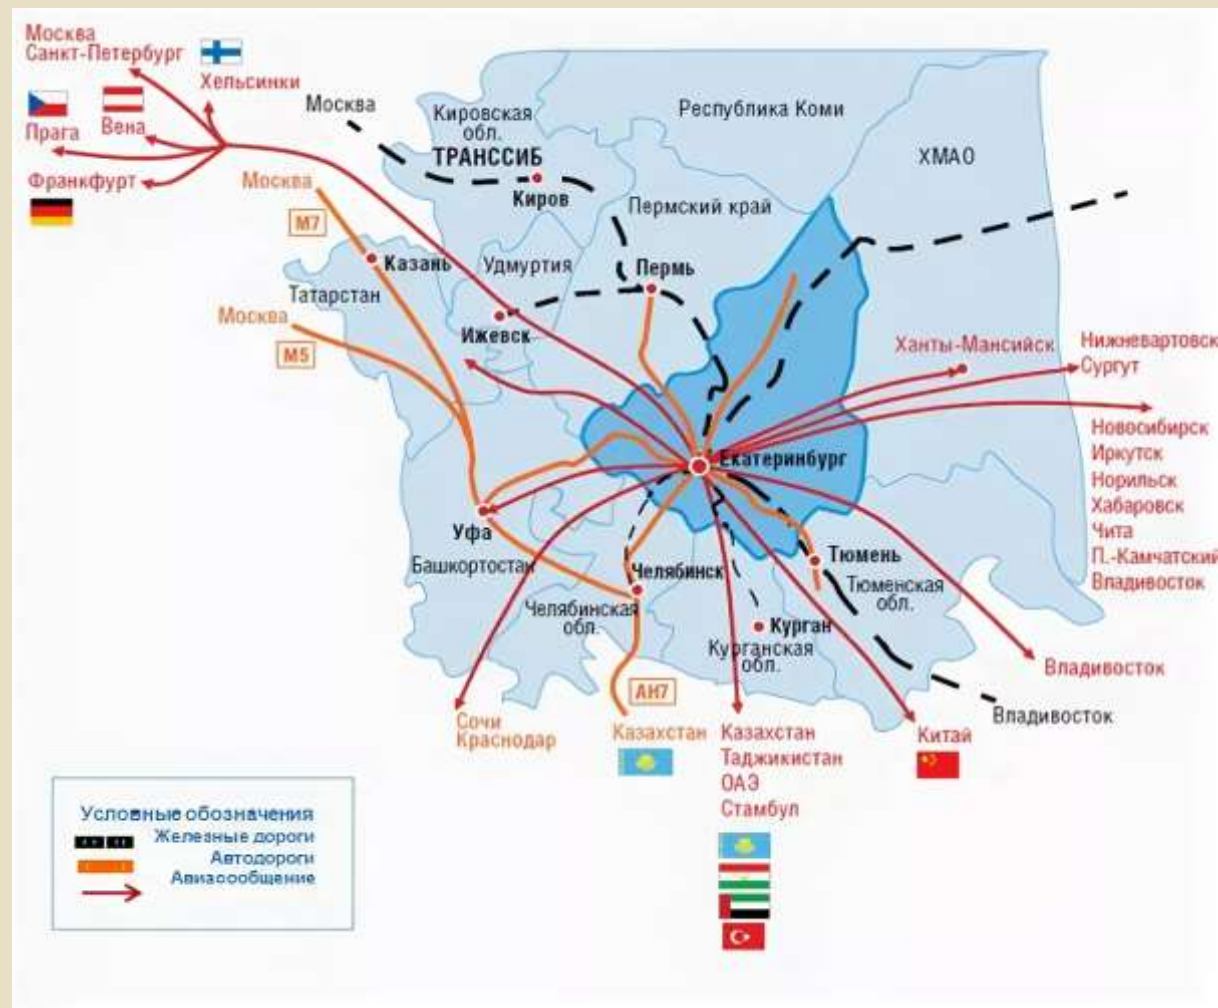 Москва
Санкт-Петербург
Хельсинки
Прага
Вена
Франкфурт
Москва
Кировская
обл.
ТРАНССИБ
Киров
Республика Коми
ХМАО
Пермский край
Москва
М7
Казань
Татарстан
Удмуртия
Пермь
Москва
М5
Ижевск
Ханты-Мансийск
Нижневартовск
Сургут
Новосибирск
Иркутск
Норильск
Хабаровск
Чита
П.-Камчатский
Владивосток
Екатеринбург
Уфа
Башкортостан
Челябинск
Челябинская
обл.
Тюмень
Тюменская
обл.
Курган
Курганская
обл.
Владивосток
Владивосток
АН7
Сочи
Краснодар
Казахстан
Казахстан
Таджикистан
ОАЭ
Стамбул
Китай
Условные обозначения
Железные дороги
Автодороги
Авиасообщение